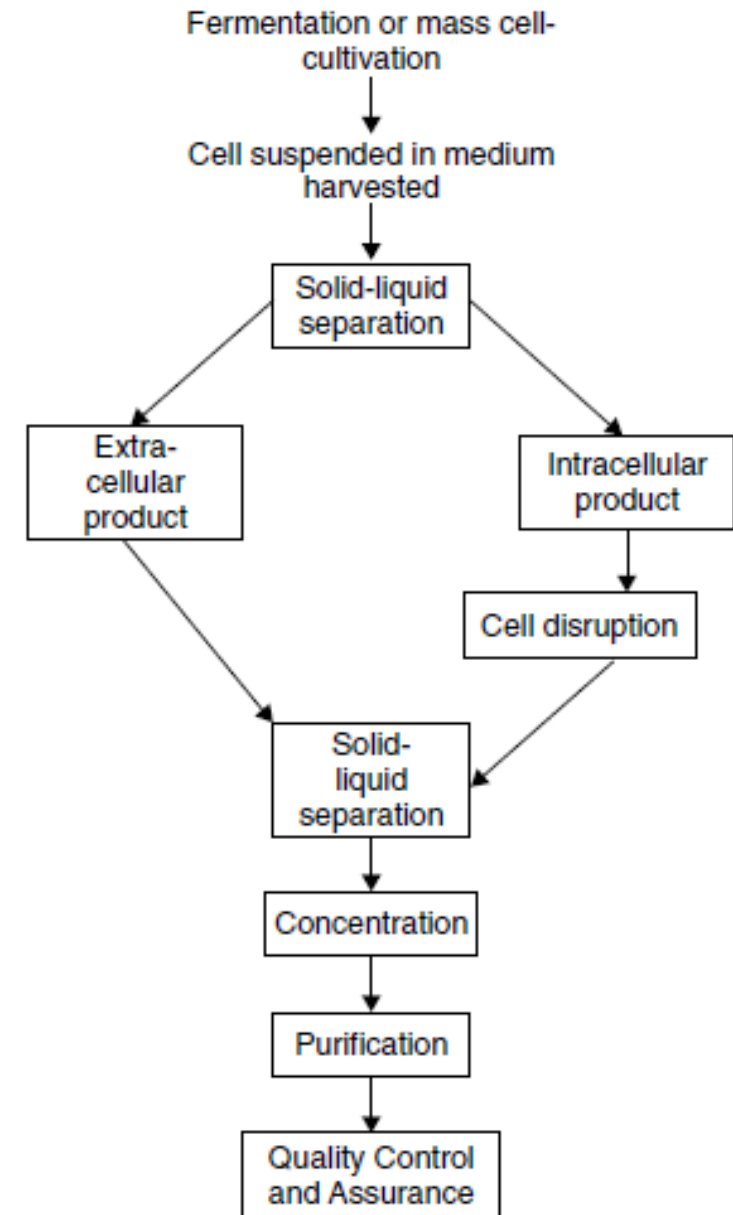 Fermentation or mass cell-
cultivation
Cell suspended in medium
harvested
Solid-liquid
separation
Extra-
cellular
product
Intracellular
product
Cell disruption
Solid-
liquid
separation
Concentration
Purification
Quality Control
and Assurance